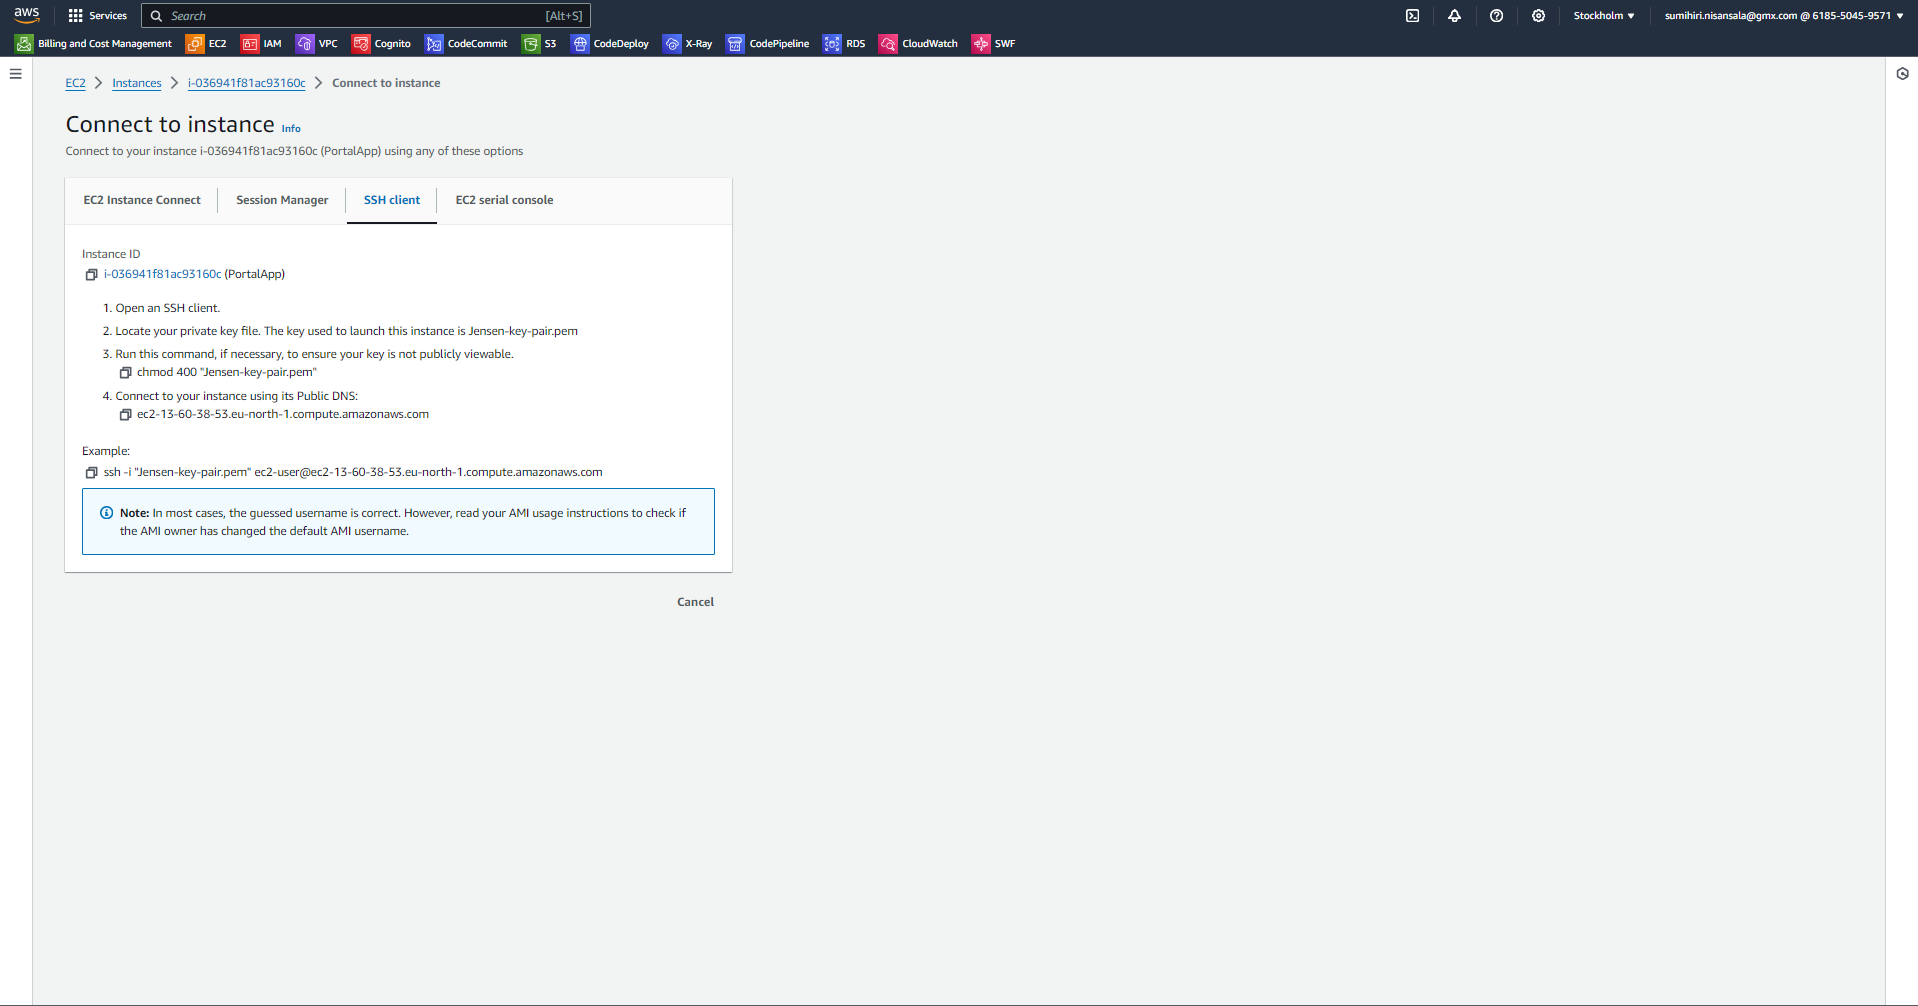 aws
Services
Search
[Alt+S]
Stockholm ▼
sumihiri.nisansala@gmx.com @ 6185-5045-9571 ▼
Billing and Cost Management
EC2
IAM
VPC
Cognito
CodeCommit
S3
CodeDeploy
X-Ray
CodePipeline
RDS
CloudWatch
SWF
EC2 > Instances > i-036941f81ac93160c > Connect to instance
Connect to instance Info
Connect to your instance i-036941f81ac93160c (PortalApp) using any of these options
EC2 Instance Connect
Session Manager
SSH client
EC2 serial console
Instance ID
i-036941f81ac93160c (PortalApp)
1. Open an SSH client.
2. Locate your private key file. The key used to launch this instance is Jensen-key-pair.pem
3. Run this command, if necessary, to ensure your key is not publicly viewable.
chmod 400 "Jensen-key-pair.pem"
4. Connect to your instance using its Public DNS:
ec2-13-60-38-53.eu-north-1.compute.amazonaws.com
Example:
ssh -i "Jensen-key-pair.pem" ec2-user@ec2-13-60-38-53.eu-north-1.compute.amazonaws.com
Note: In most cases, the guessed username is correct. However, read your AMI usage instructions to check if
the AMI owner has changed the default AMI username.
Cancel